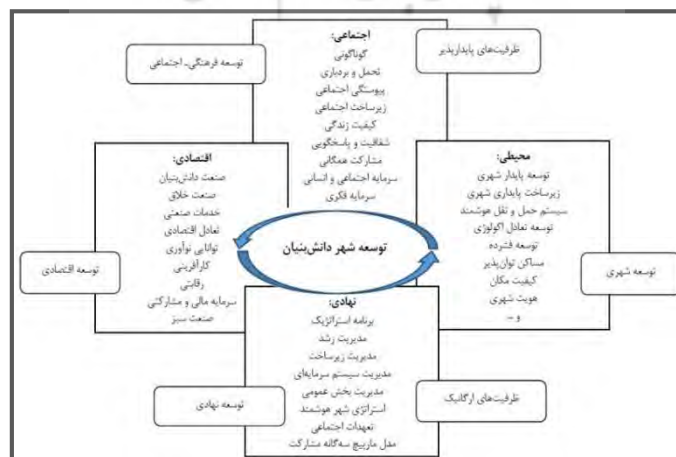 ظرفیت‌های پایدارپذیر
توسعه فرهنگی- اجتماعی
اجتماعی:
گوناگونی
تحمل و بردباری
پیوستگی اجتماعی
زیرساخت اجتماعی
کیفیت زندگی
شفافیت و پاسخگویی
مشارکت همگانی
سرمایه اجتماعی و انسانی
سرمایه فکری
محیطی:
توسعه پایدار شهری
زیرساخت پایداری شهری
سیستم حمل و نقل هوشمند
توسعه تعادل اکولوژی
توسعه فشرده
مساکن توان‌پذیر
کیفیت مکان
هویت شهری
و ...
توسعه شهری
اقتصادی:
صنعت دانش‌بنیان
صنعت خلاق
خدمات صنعتی
تعادل اقتصادی
توانایی نوآوری
کارآفرینی
رقابتی
سرمایه مالی و مشارکتی
صنعت سبز
توسعه اقتصادی
توسعه شهر دانش‌بنیان
نهادی:
برنامه استراتژیک
مدیریت رشد
مدیریت زیرساخت
مدیریت سیستم سرمایه‌ای
مدیریت بخش عمومی
استراتژی شهر هوشمند
تعهدات اجتماعی
مدل مارپیچ سه‌گانه مشارکت
ظرفیت‌های ارگانیک
توسعه نهادی